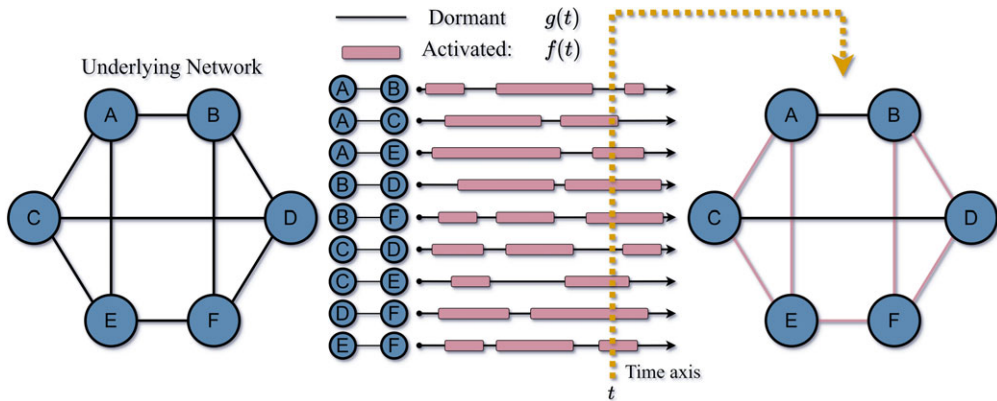 Underlying Network
A
B
C
D
E
F
Dormant g(t)
Activated: f(t)
A B
A C
A E
B D
B F
C D
C E
D F
E F
Time axis
t
A
B
C
D
E
F